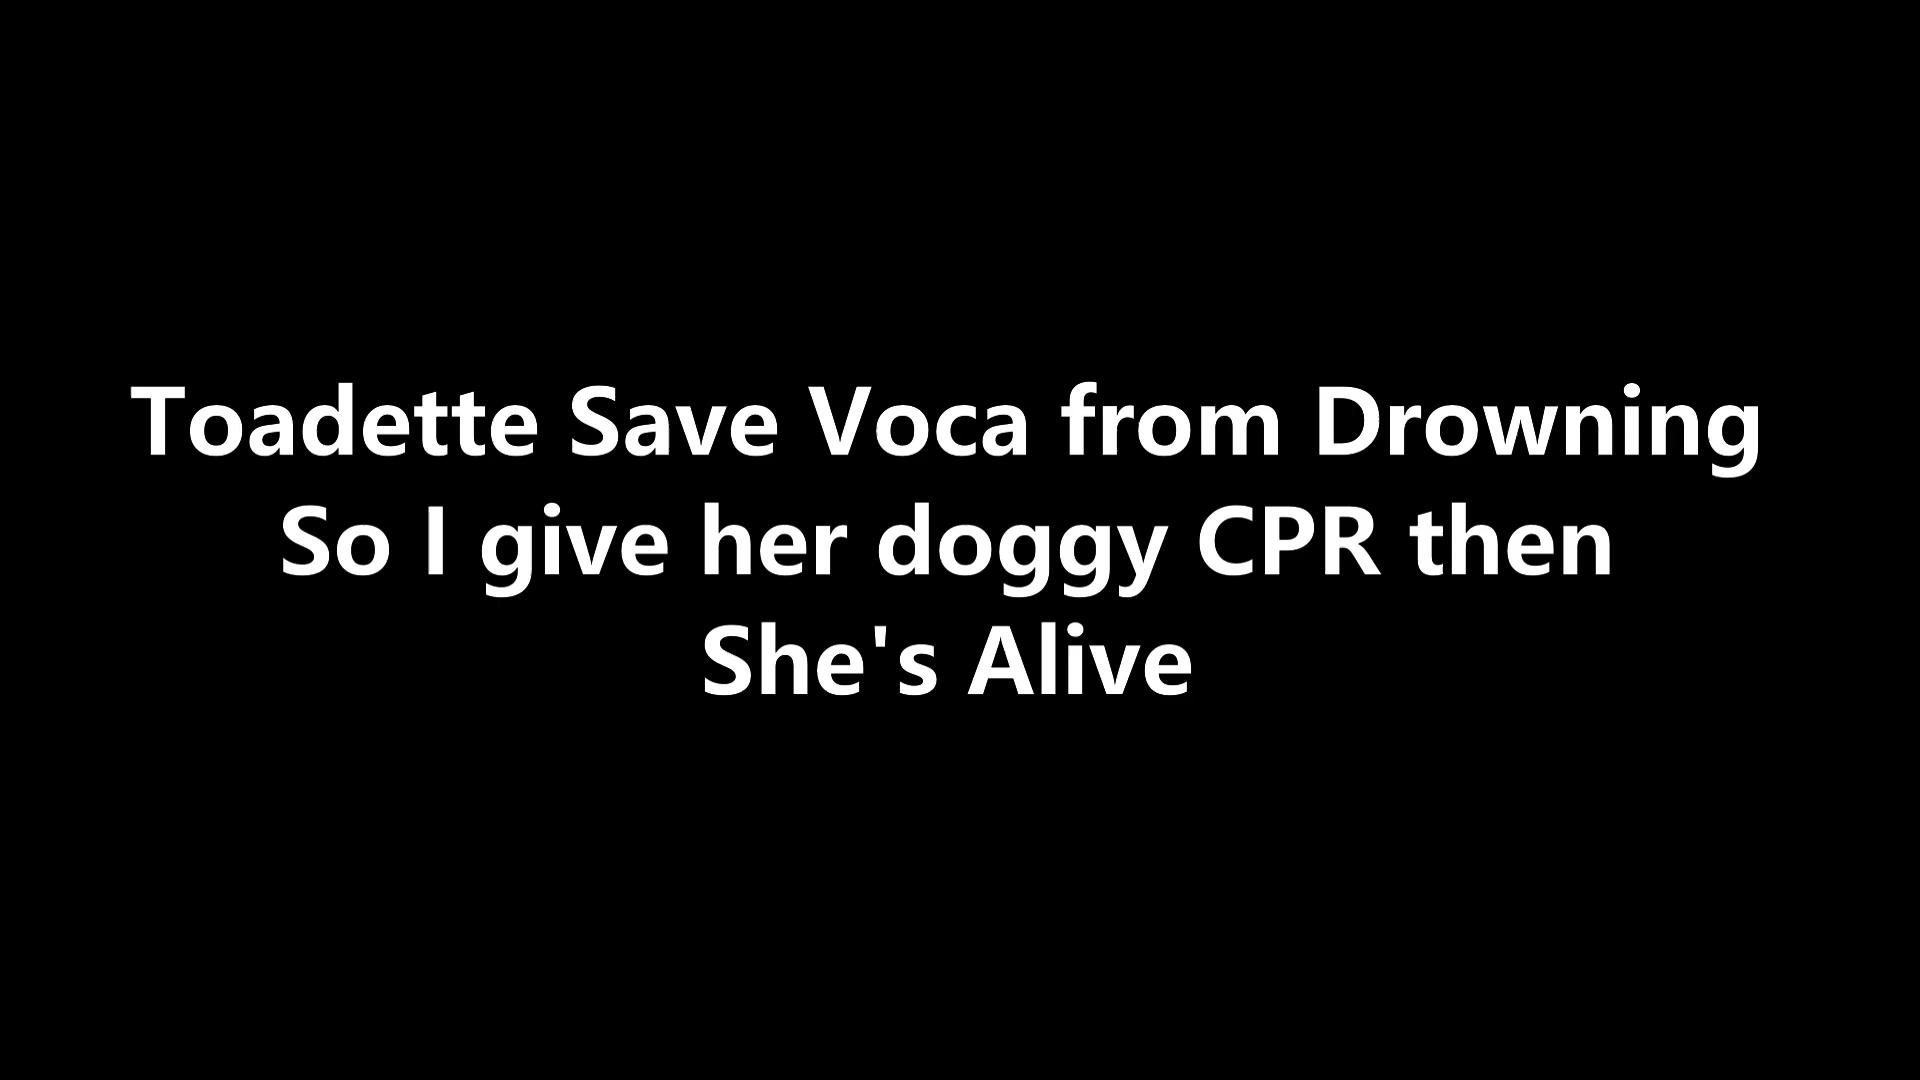 Toadette Save Voca from Drowning
So I give her doggy CPR then
She's Alive